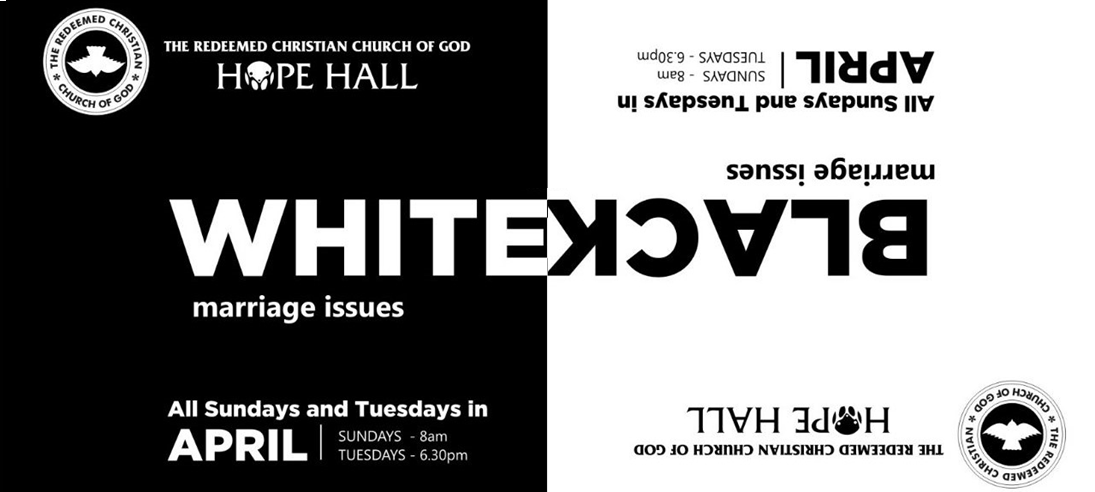 THE REDEEMED CHRISTIAN
CHURCH OF GOD
THE REDEEMED CHRISTIAN CHURCH OF GOD
HOPE HALL
WHITE
marriage issues
All Sundays and Tuesdays in
APRIL
SUNDAYS - 8am
TUESDAYS - 6.30pm
THE REDEEMED CHRISTIAN
CHURCH OF GOD
THE REDEEMED CHRISTIAN CHURCH OF GOD
HOPE HALL
BLACK
marriage issues
All Sundays and Tuesdays in
APRIL
SUNDAYS - 8am
TUESDAYS - 6.30pm